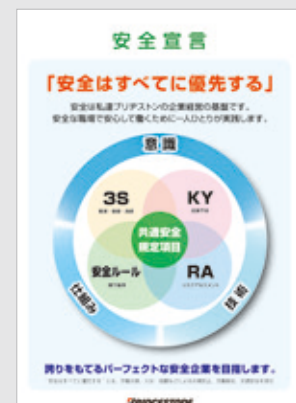 安全宣言
「安全はすべてに優先する」
安全は私達ブリヂストンの企業経営の基盤です。
安全な職場で安心して働くために一人ひとりが実践します。
意識
3S
KY
共通安全
規定項目
安全ルール
RA
仕組み
技術
誇りをもてるパーフェクトな安全企業を目指します。
BRIDGESTONE